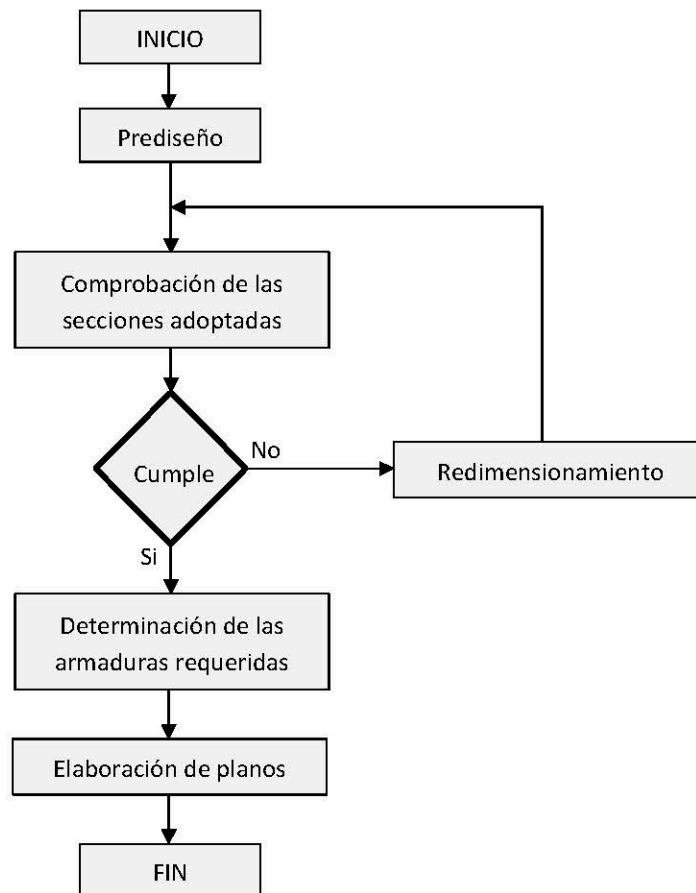 INICIO
Prediseño
Comprobación de las
secciones adoptadas
Cumple
No
Redimensionamiento
Si
Determinación de las
armaduras requeridas
Elaboración de planos
FIN